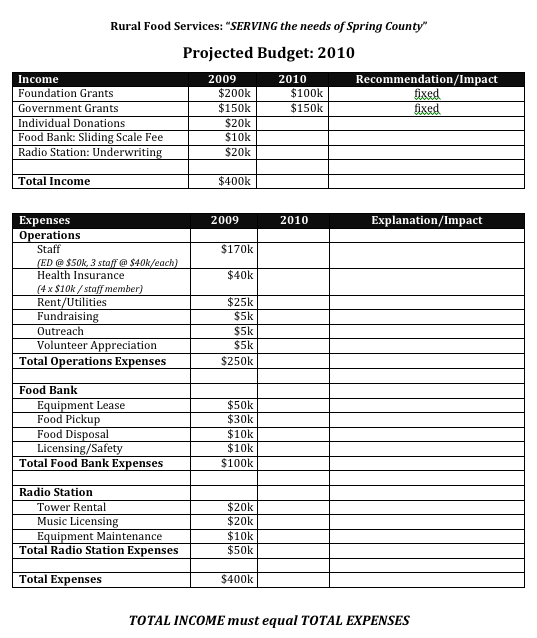 Rural Food Services: “SERVING the needs of Spring County”
Projected Budget: 2010
Income 2009 2010 Recommendation/Impact
Foundation Grants $200k $100k fixed
Government Grants $150k $150k fixed
Individual Donations $20k
Food Bank: Sliding Scale Fee $10k
Radio Station: Underwriting $20k
Total Income $400k
Expenses 2009 2010 Explanation/Impact
Operations
Staff $170k
(ED @ $50k, 3 staff @ $40k/each)
Health Insurance $40k
(4 x $10k / staff member)
Rent/Utilities $25k
Fundraising $5k
Outreach $5k
Volunteer Appreciation $5k
Total Operations Expenses $250k
Food Bank
Equipment Lease $50k
Food Pickup $30k
Food Disposal $10k
Licensing/Safety $10k
Total Food Bank Expenses $100k
Radio Station
Tower Rental $20k
Music Licensing $20k
Equipment Maintenance $10k
Total Radio Station Expenses $50k
Total Expenses $400k
TOTAL INCOME must equal TOTAL EXPENSES